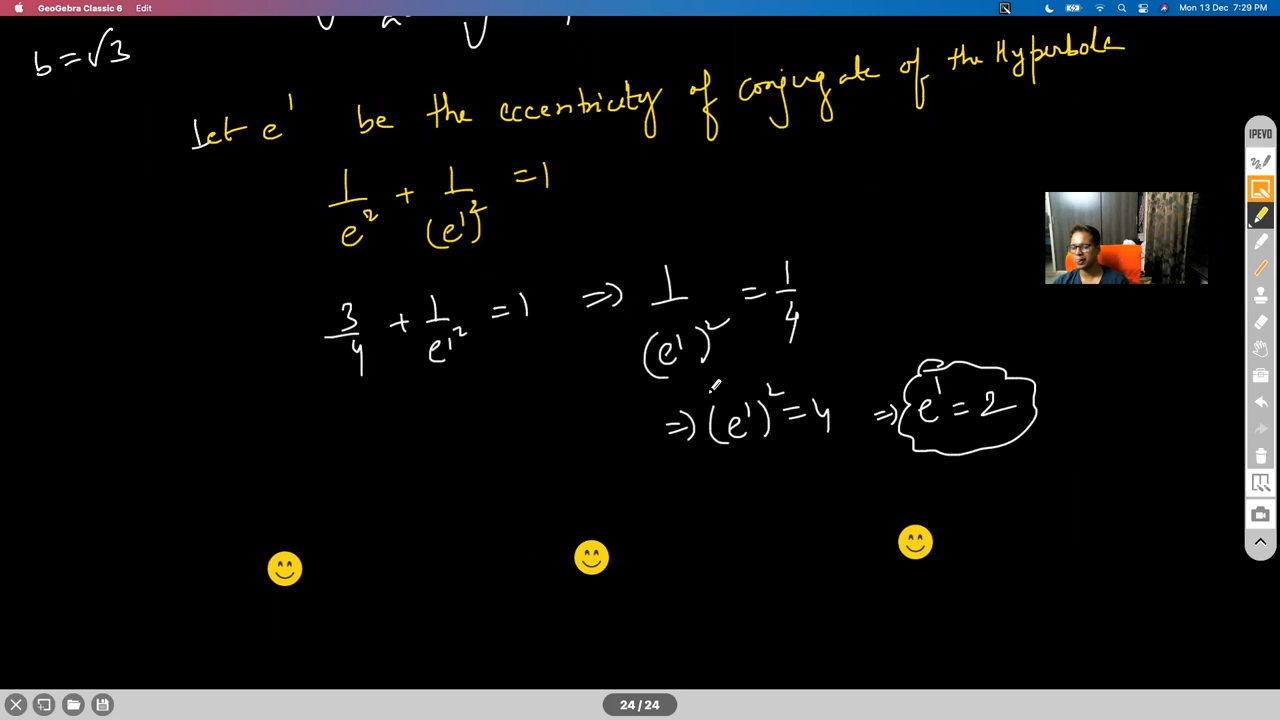 GeoGebra Classic 6 Edit Mon 13 Dec 7:29 PM
b = √3
Let e' be the eccentricity of conjugate of the Hyperbola
1/e² + 1/(e')² = 1
3/4 + 1/e'² = 1 ⇒ 1/(e')² = 1/4
⇒ (e')² = 4 ⇒ e' = 2
IPEVO
24 / 24